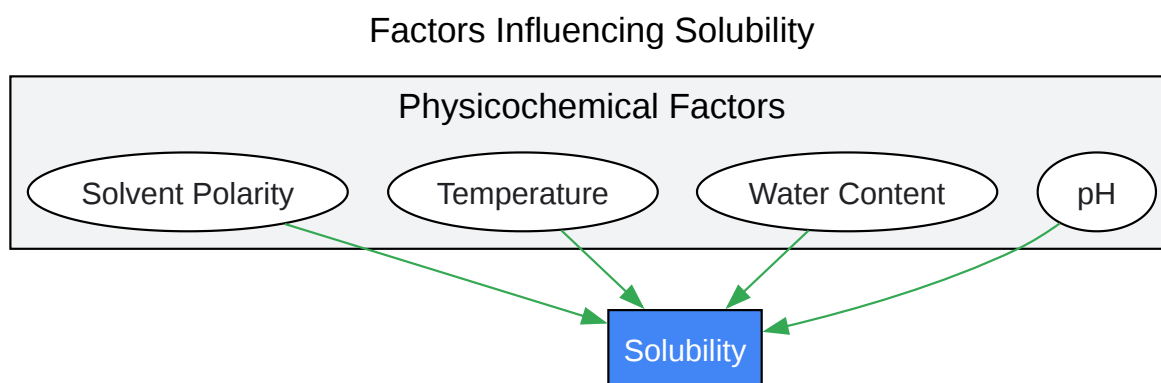 Factors Influencing Solubility
Physicochemical Factors
Solvent Polarity
Temperature
Water Content
pH
Solubility